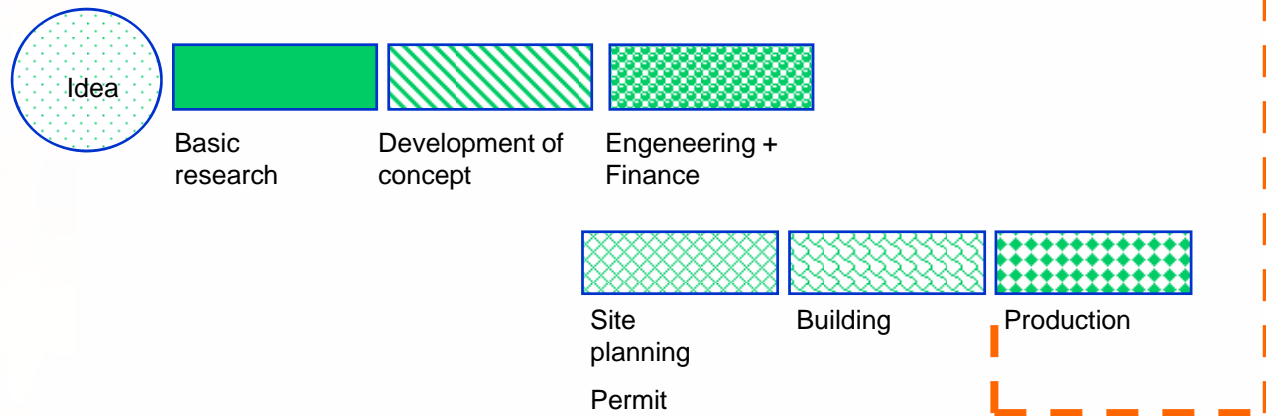 Idea
Basic
research
Development of
concept
Engeneering +
Finance
Site
planning
Permit
Building
Production